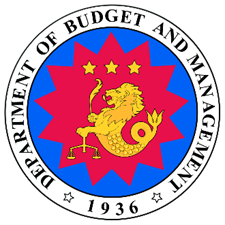 DEPARTMENT OF BUDGET AND MANAGEMENT
1936